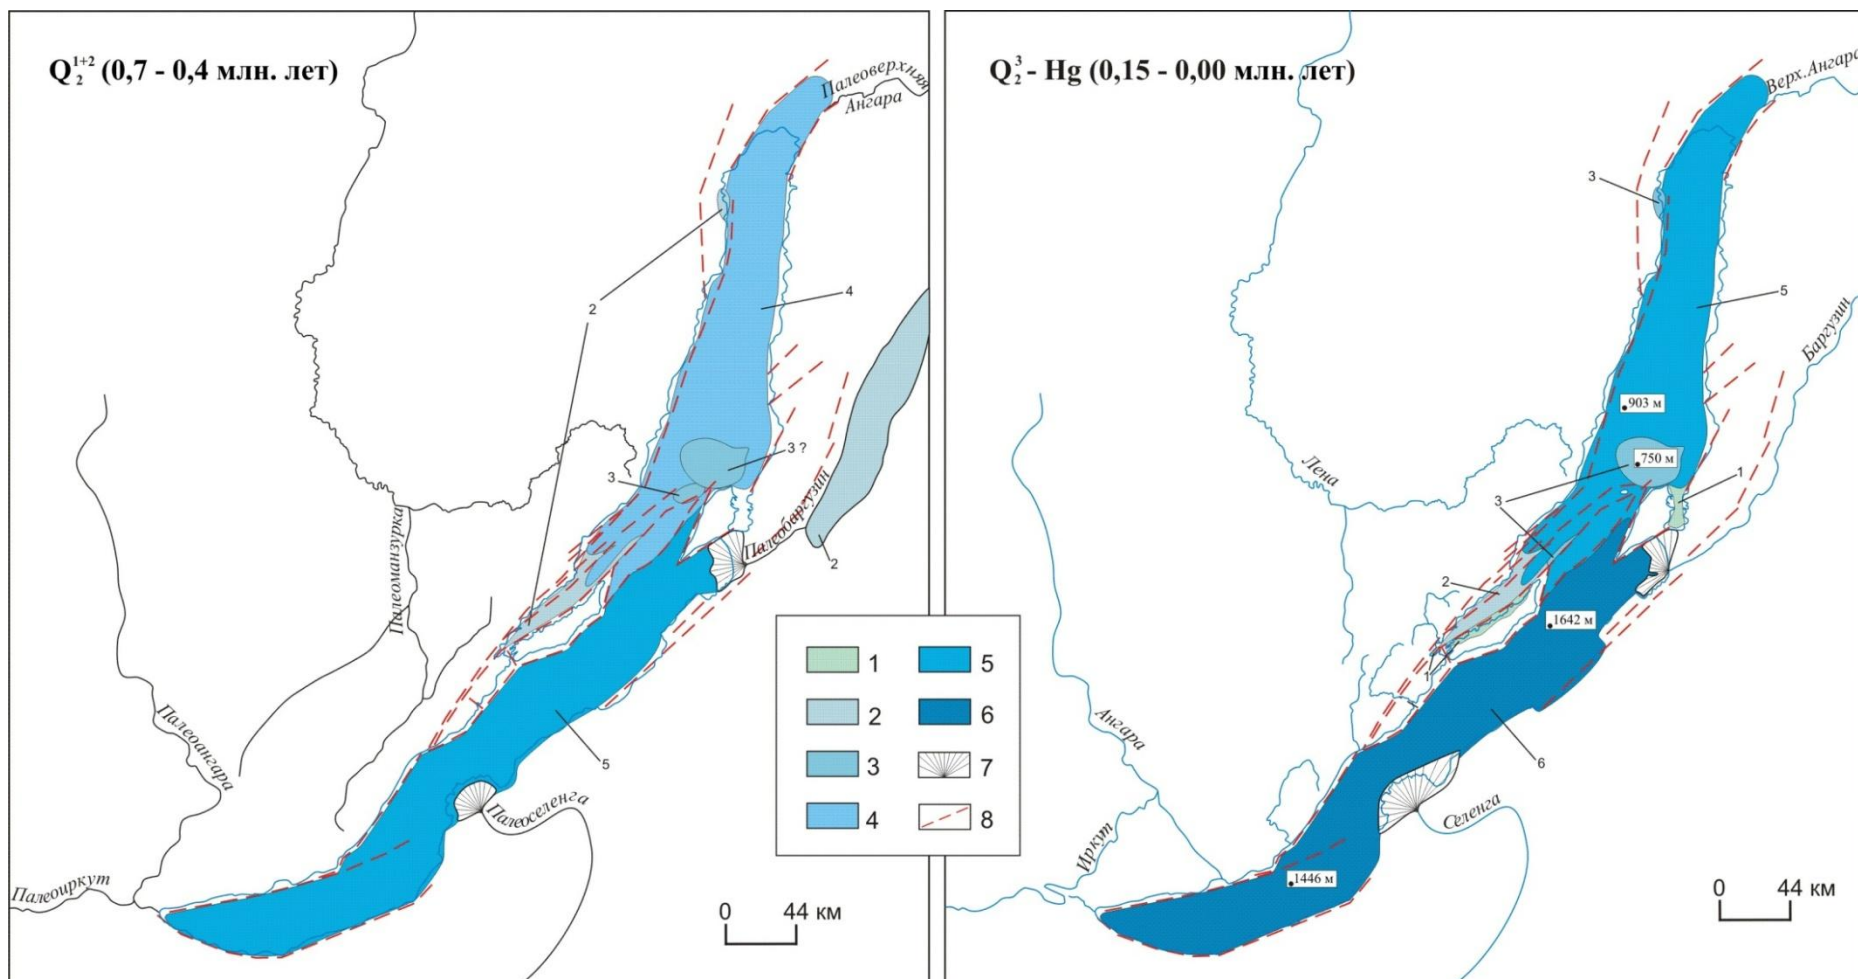 Q₂¹⁺² (0,7 - 0,4 млн. лет)
Палеоверхняя
Ангара
2
4
3 ?
3
Палеобаргузин
2
Палеоманзурка
Палеоангара
5
Палеоселенга
Палеоиркут
0 44 км
1 5
2 6
3 7
4 8
Q₂³ - Hg (0,15 - 0,00 млн. лет)
Верх.Ангара
3
5
Баргузин
903 м
750 м
Лена
3
1
2
1642 м
1
Ангара
6
Селенга
Иркут
1446 м
0 44 км